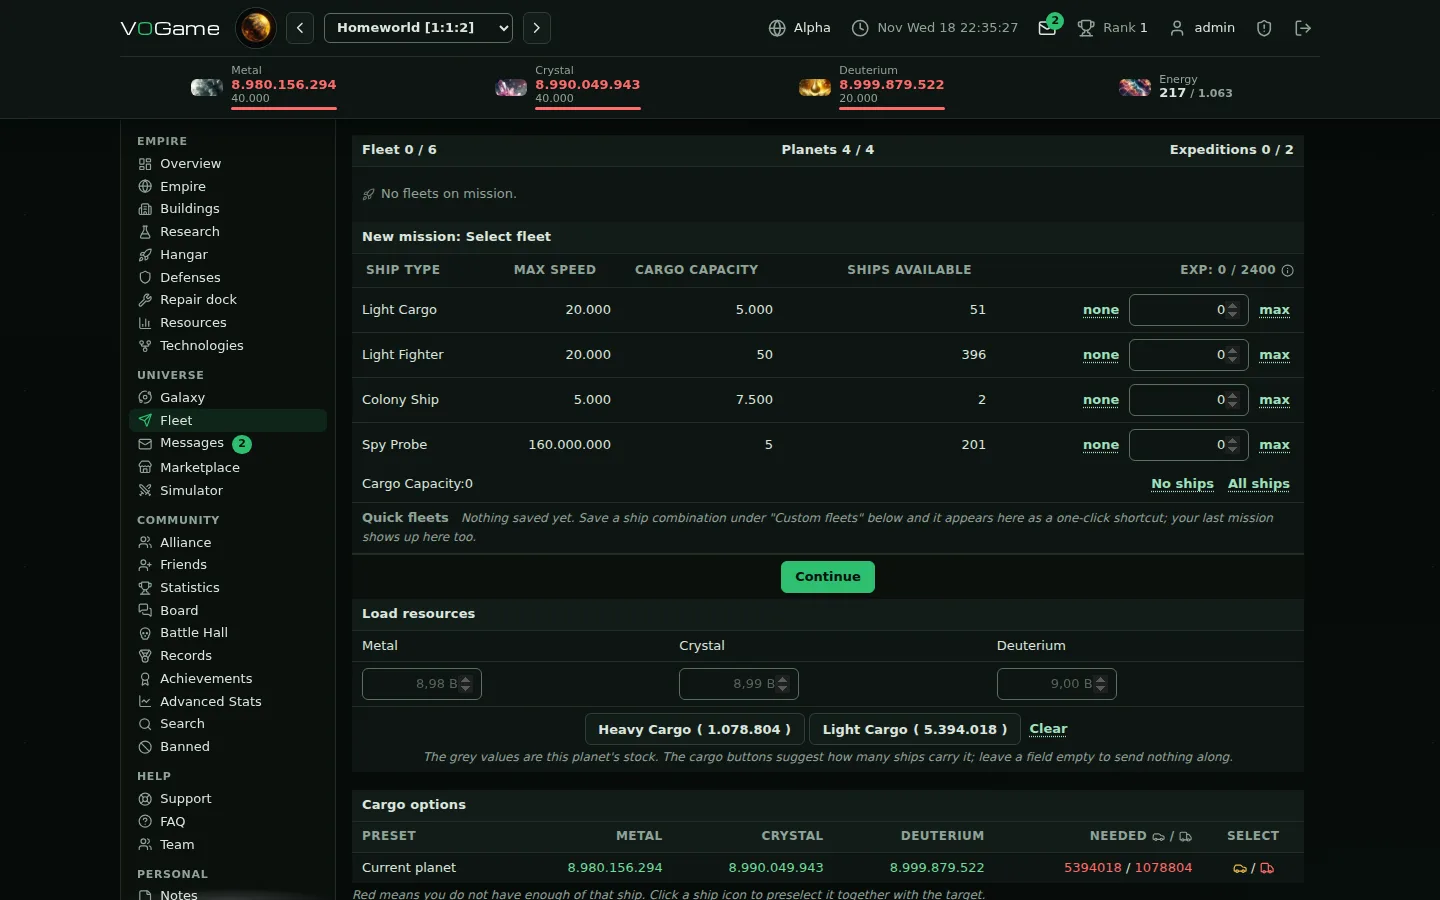 VOGame
Homeworld [1:1:2]
Alpha
Nov Wed 18 22:35:27
2
Rank 1
admin
Metal
8.980.156.294
40.000
Crystal
8.990.049.943
40.000
Deuterium
8.999.879.522
20.000
Energy
217 / 1.063
EMPIRE
Overview
Empire
Buildings
Research
Hangar
Defenses
Repair dock
Resources
Technologies
UNIVERSE
Galaxy
Fleet
Messages 2
Marketplace
Simulator
COMMUNITY
Alliance
Friends
Statistics
Board
Battle Hall
Records
Achievements
Advanced Stats
Search
Banned
HELP
Support
FAQ
Team
PERSONAL
Notes
Fleet 0 / 6 Planets 4 / 4 Expeditions 0 / 2
No fleets on mission.
New mission: Select fleet
SHIP TYPE MAX SPEED CARGO CAPACITY SHIPS AVAILABLE EXP: 0 / 2400
Light Cargo 20.000 5.000 51 none 0 max
Light Fighter 20.000 50 396 none 0 max
Colony Ship 5.000 7.500 2 none 0 max
Spy Probe 160.000.000 5 201 none 0 max
Cargo Capacity:0 No ships All ships
Quick fleets Nothing saved yet. Save a ship combination under "Custom fleets" below and it appears here as a one-click shortcut; your last mission
shows up here too.
Continue
Load resources
Metal Crystal Deuterium
8,98 B 8,99 B 9,00 B
Heavy Cargo ( 1.078.804 ) Light Cargo ( 5.394.018 ) Clear
The grey values are this planet's stock. The cargo buttons suggest how many ships carry it; leave a field empty to send nothing along.
Cargo options
PRESET METAL CRYSTAL DEUTERIUM NEEDED / SELECT
Current planet 8.980.156.294 8.990.049.943 8.999.879.522 5394018 / 1078804 /
Red means you do not have enough of that ship. Click a ship icon to preselect it together with the target.